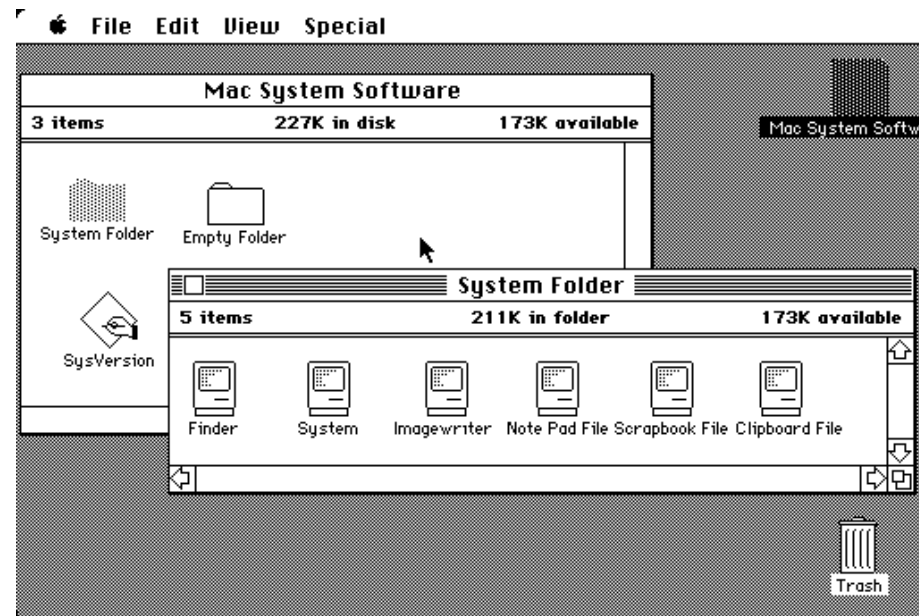 File Edit View Special
Mac System Software
3 items 227K in disk 173K available
Mac System Softw
System Folder Empty Folder
SysVersion
System Folder
5 items 211K in folder 173K available
Finder System Imagewriter Note Pad File Scrapbook File Clipboard File
Trash